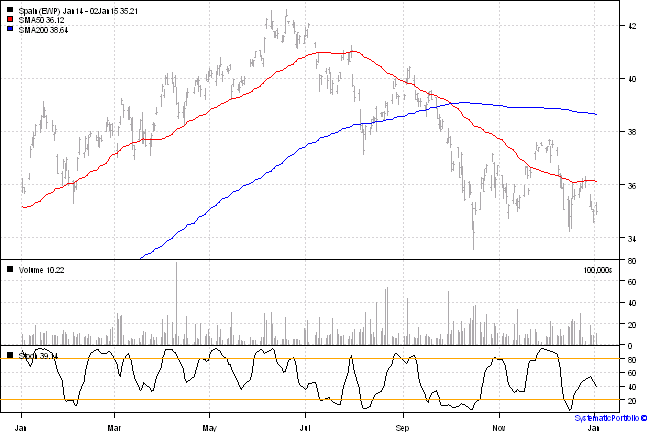 Spain (EWP) Jan14 - 02Jan15 35.21
SMA50 36.12
SMA200 38.64
42
40
38
36
34
Volume 10.22
100,000s
80
60
40
20
0
Stoch 39.14
80
60
40
20
Jan Mar May Jul Sep Nov Jan
SystematicPortfolio ©